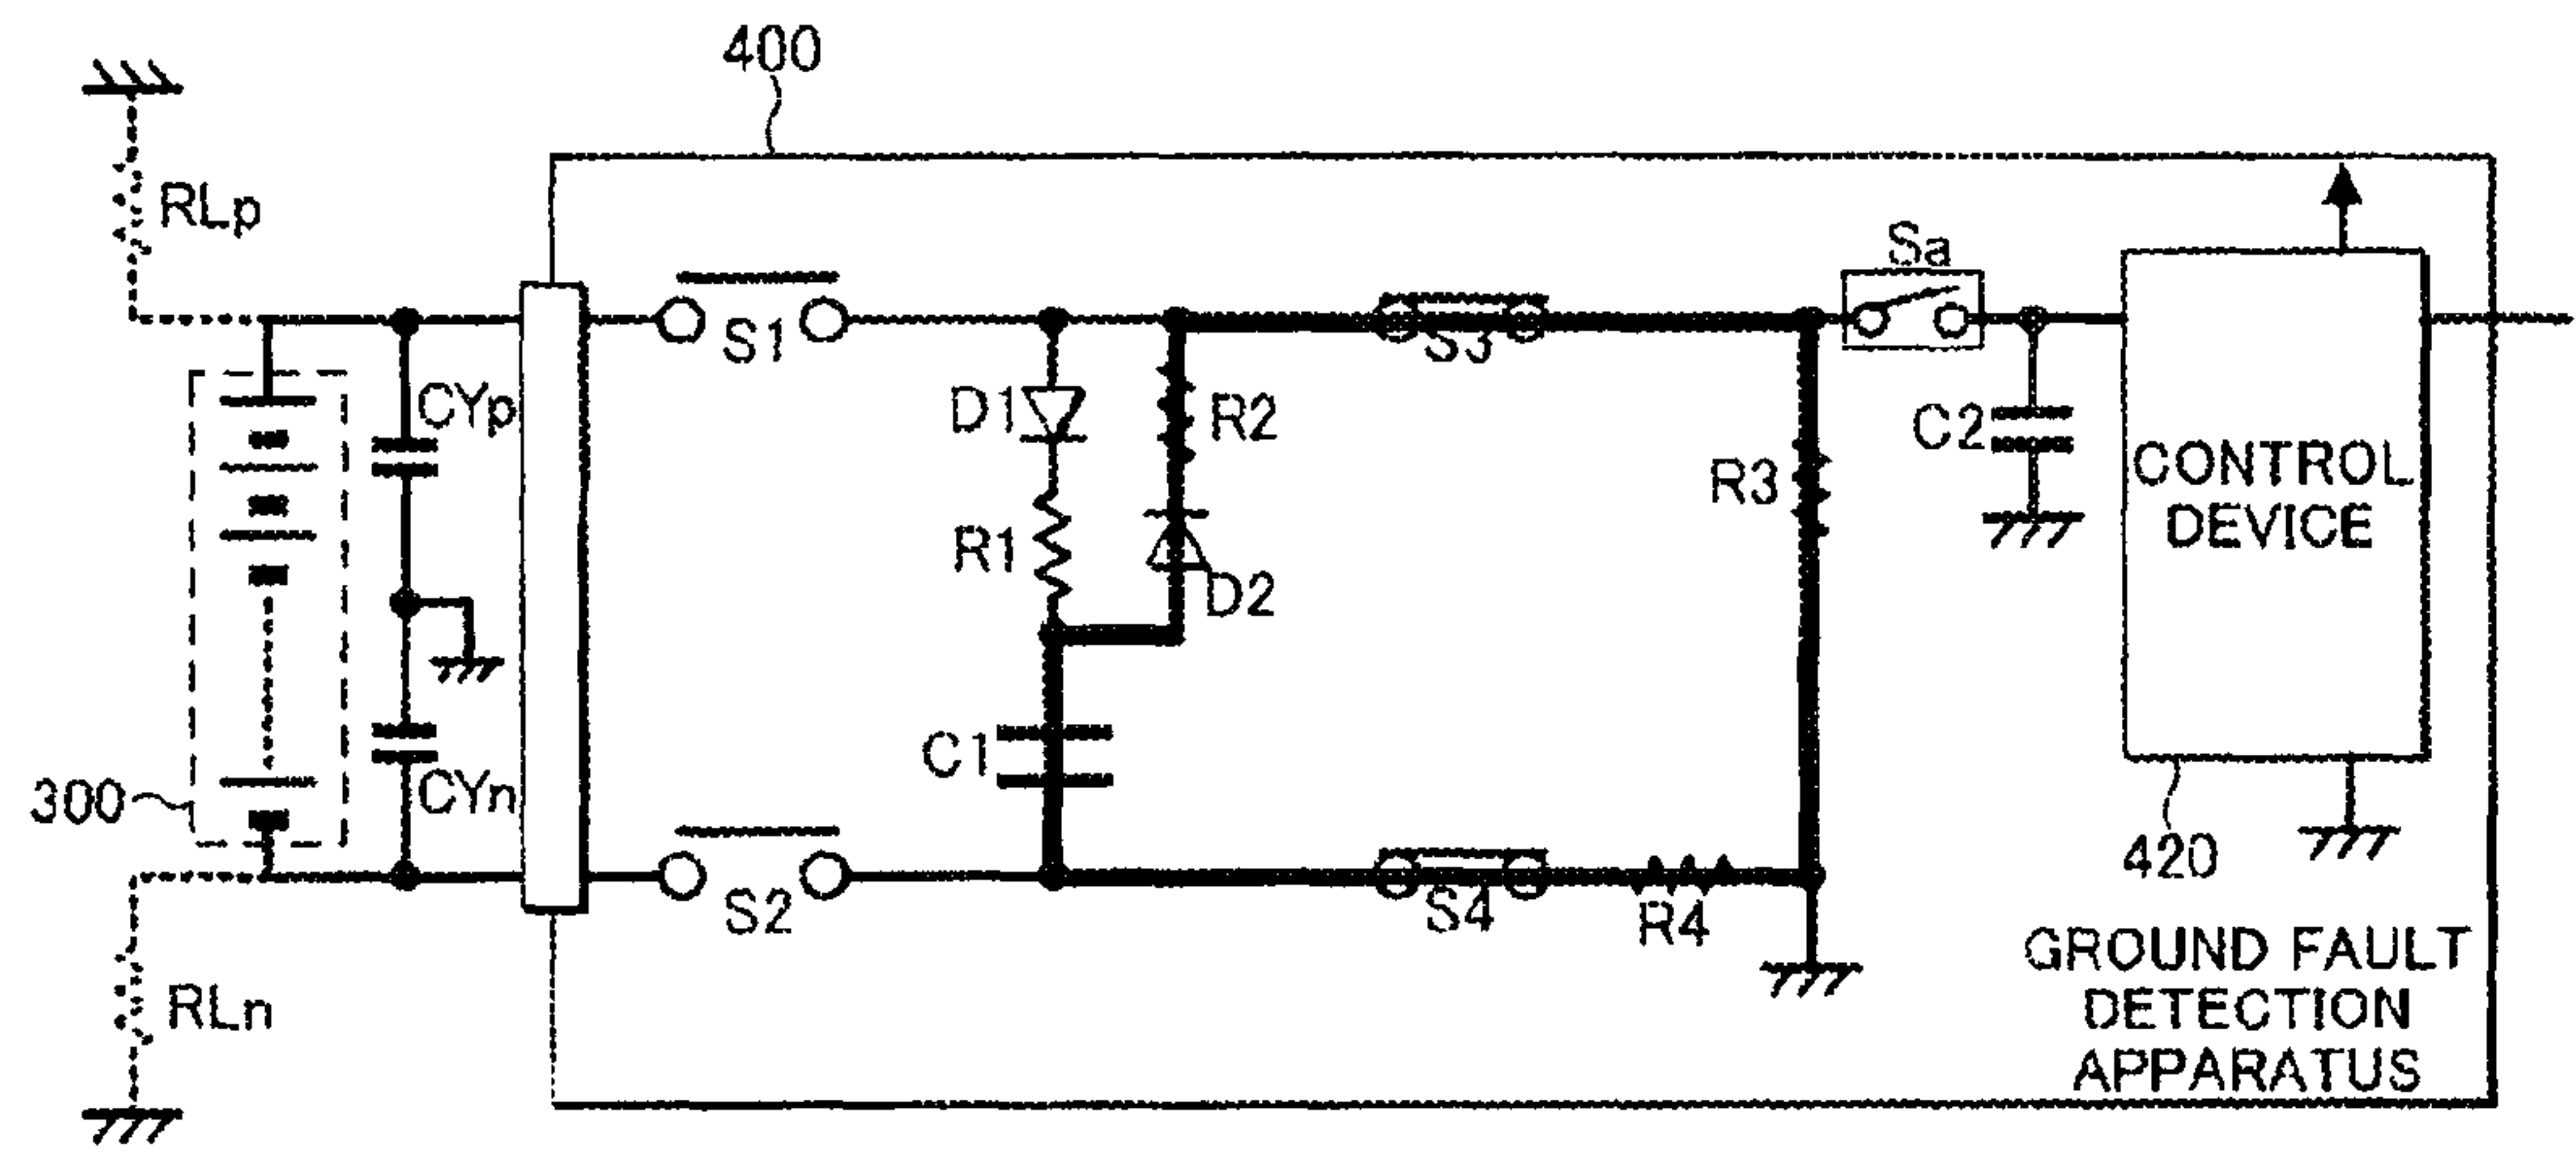 400
RLp
Sa
S1
S3
CYp
D1
R2
C2
R3
CONTROL
DEVICE
R1
D2
C1
300
CYn
S2
S4
R4
420
GROUND FAULT
DETECTION
APPARATUS
RLn